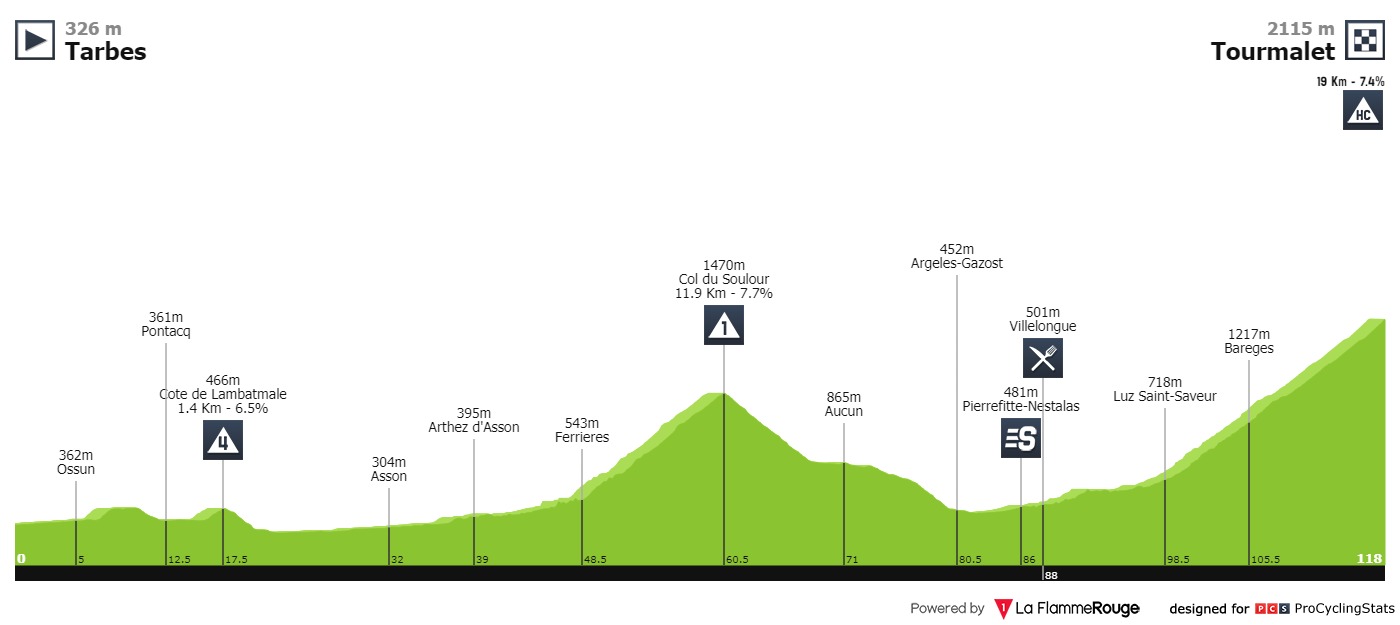 326 m
Tarbes
2115 m
Tourmalet
19 Km - 7.4%
HC
362m
Ossun
361m
Pontacq
466m
Cote de Lambatmale
1.4 Km - 6.5%
4
304m
Asson
395m
Arthez d'Asson
543m
Ferrieres
1470m
Col du Soulour
11.9 Km - 7.7%
1
865m
Aucun
452m
Argeles-Gazost
481m
Pierrefitte-Nestalas
S
501m
Villelongue
718m
Luz Saint-Saveur
1217m
Bareges
0
5
12.5
17.5
32
39
48.5
60.5
71
80.5
86
88
98.5
105.5
118
Powered by 1 La FlammeRouge designed for PCS ProCyclingStats